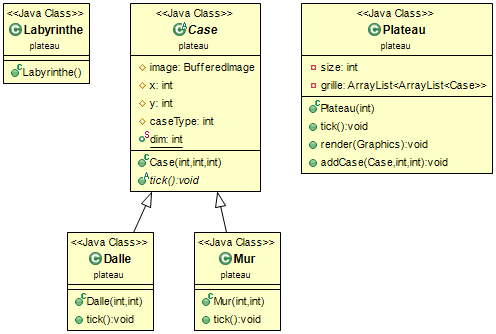 <<Java Class>>
Labyrinthe
plateau
Labyrinthe()
<<Java Class>>
Case
plateau
image: BufferedImage
x: int
y: int
caseType: int
dim: int
Case(int,int,int)
tick():void
<<Java Class>>
Plateau
plateau
size: int
grille: ArrayList<ArrayList<Case>>
Plateau(int)
tick():void
render(Graphics):void
addCase(Case,int,int):void
<<Java Class>>
Dalle
plateau
Dalle(int,int)
tick():void
<<Java Class>>
Mur
plateau
Mur(int,int)
tick():void